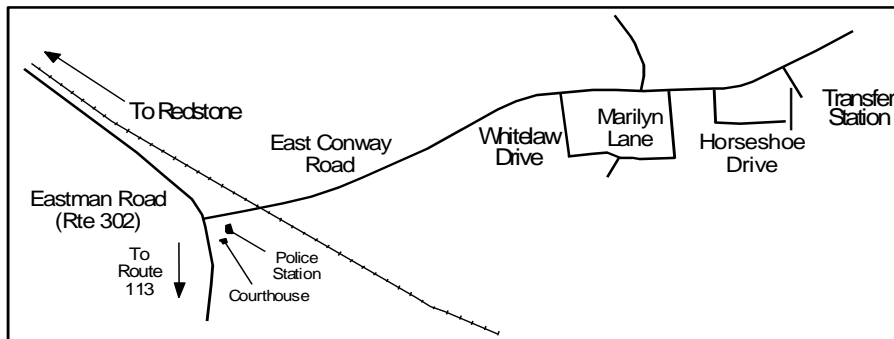 To Redstone
East Conway
Road
Whitelaw
Drive
Marilyn
Lane
Transfer
Station
Horseshoe
Drive
Eastman Road
(Rte 302)
To
Route
113
Police
Station
Courthouse